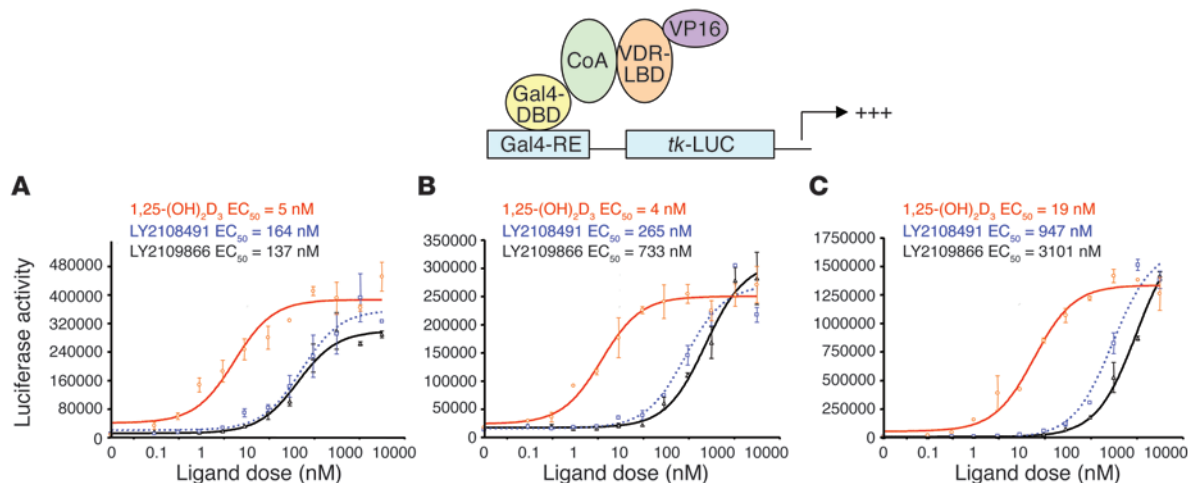 VP16
CoA
VDR-
LBD
Gal4-
DBD
+++
Gal4-RE
tk-LUC
A
1,25-(OH)₂D₃ EC₅₀ = 5 nM
LY2108491 EC₅₀ = 164 nM
LY2109866 EC₅₀ = 137 nM
Luciferase activity
480000
400000
320000
240000
160000
80000
0
0 0.1 1 10 100 1000 10000
Ligand dose (nM)
B
1,25-(OH)₂D₃ EC₅₀ = 4 nM
LY2108491 EC₅₀ = 265 nM
LY2109866 EC₅₀ = 733 nM
350000
300000
250000
200000
150000
100000
50000
0
0 0.1 1 10 100 1000 10000
Ligand dose (nM)
C
1,25-(OH)₂D₃ EC₅₀ = 19 nM
LY2108491 EC₅₀ = 947 nM
LY2109866 EC₅₀ = 3101 nM
1750000
1500000
1250000
1000000
750000
500000
250000
0
0 0.1 1 10 100 1000 10000
Ligand dose (nM)